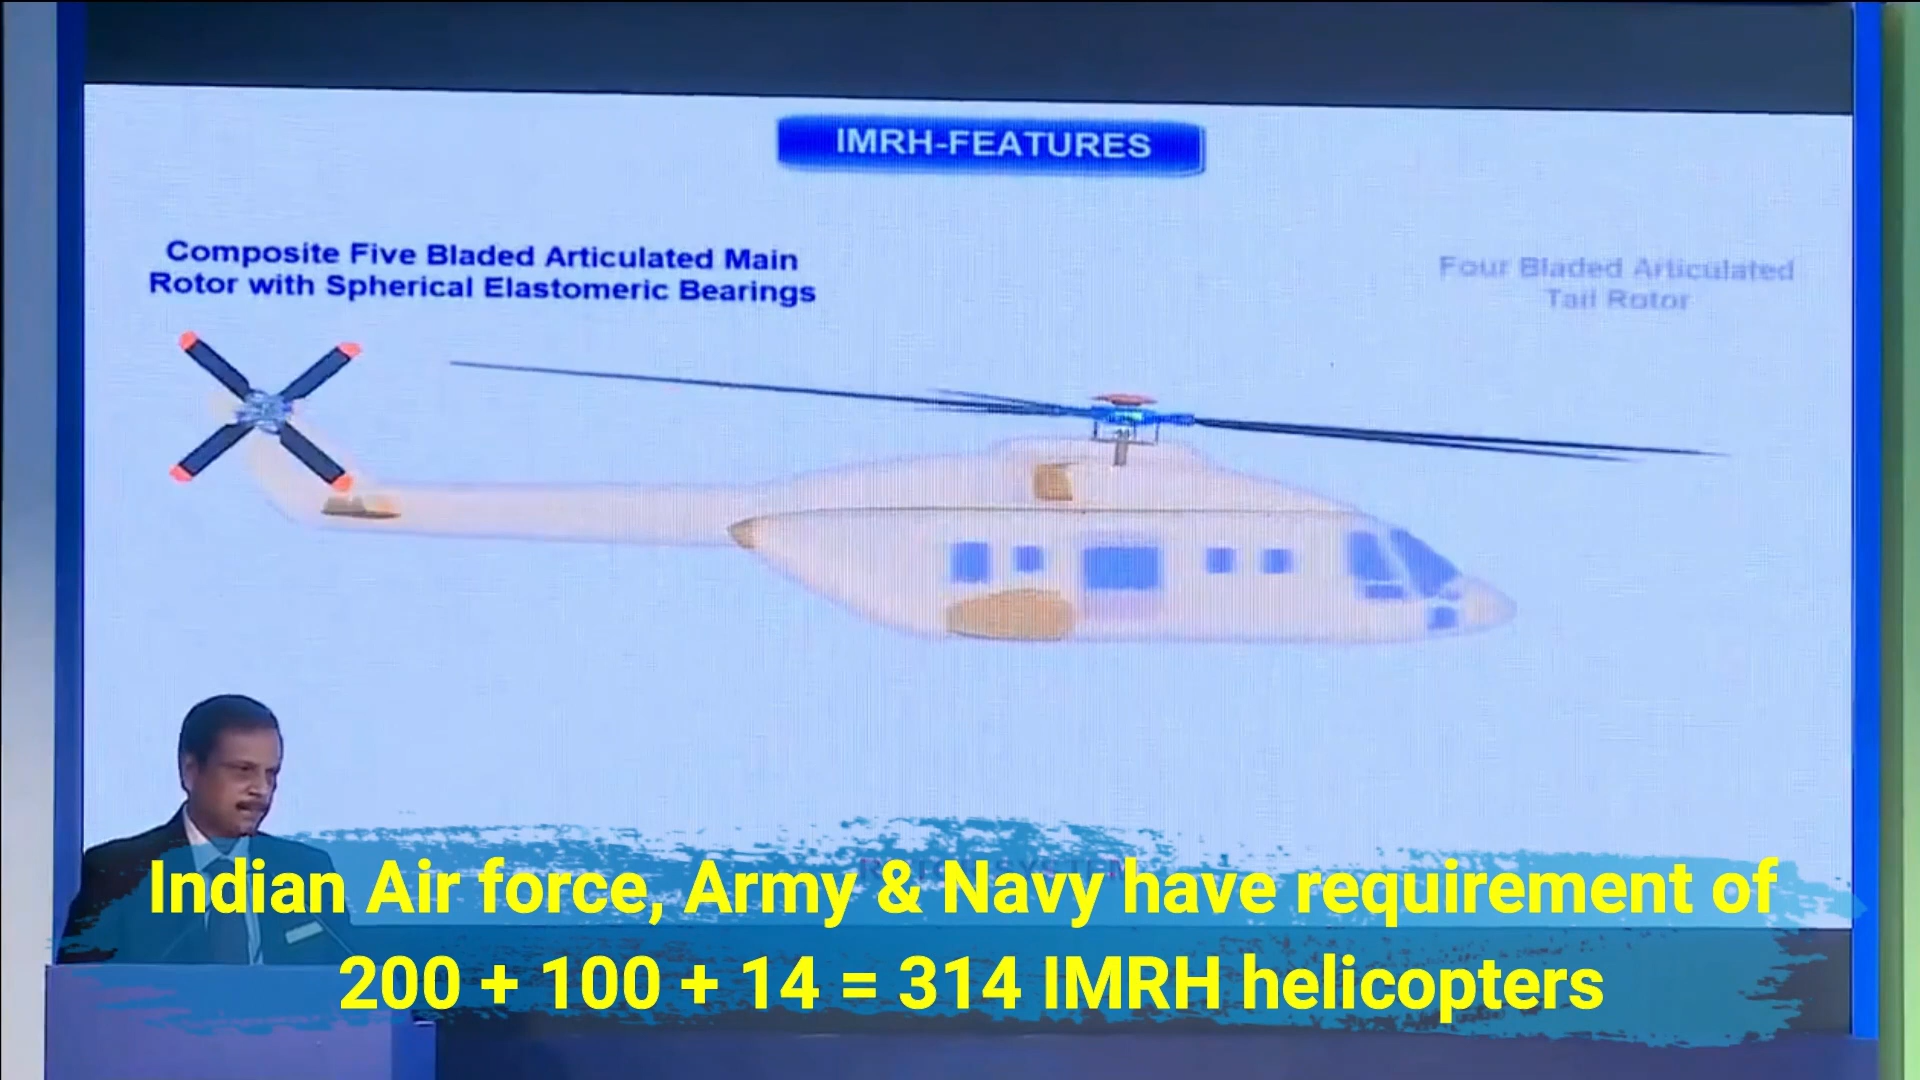 IMRH-FEATURES
Composite Five Bladed Articulated Main
Rotor with Spherical Elastomeric Bearings
Four Bladed Articulated
Tail Rotor
Indian Air force, Army & Navy have requirement of
200 + 100 + 14 = 314 IMRH helicopters